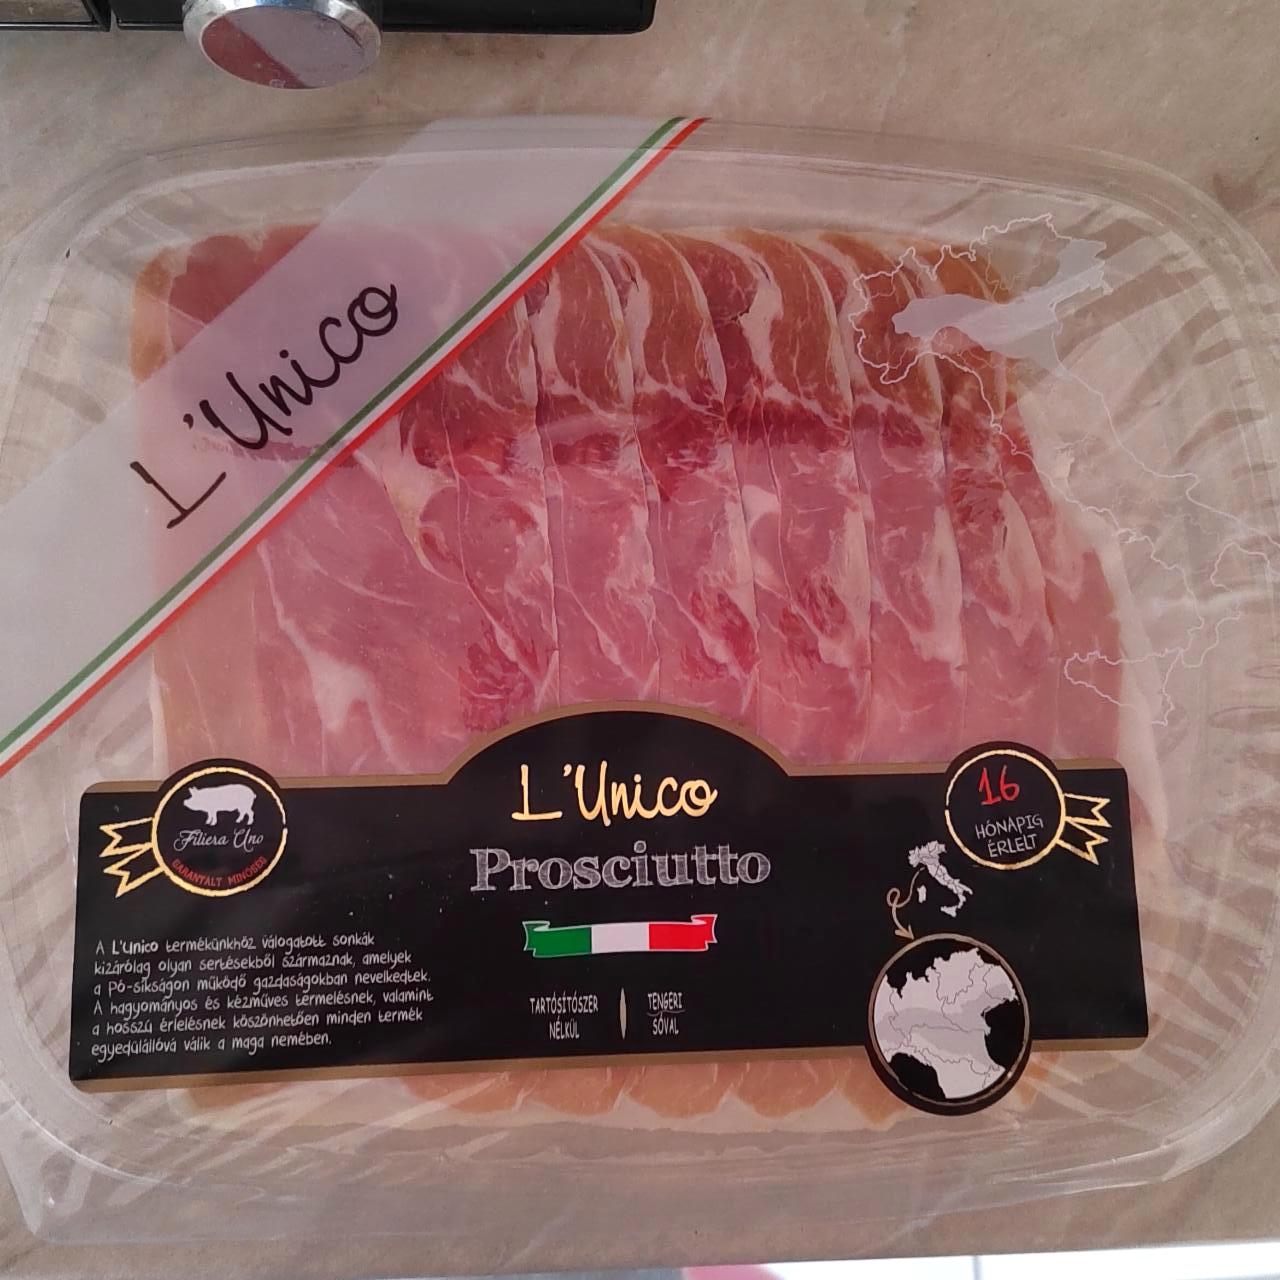 L'Unico
L'Unico
Prosciutto
Filiera Uno
GARANTÁLT MINŐSÉG
16
HÓNAPIG
ÉRLELT
A L'Unico termékünkhöz válogatott sonkák
kizárólag olyan sertésekből származnak, amelyek
a Pó-síkságon működő gazdaságokban nevelkedtek.
A hagyományos és kézműves termelésnek, valamint
a hosszú érlelésnek köszönhetően minden termék
egyedülállóvá válik a maga nemében.
TARTÓSÍTÓSZER
NÉLKÜL
TENGERI
SÓVAL